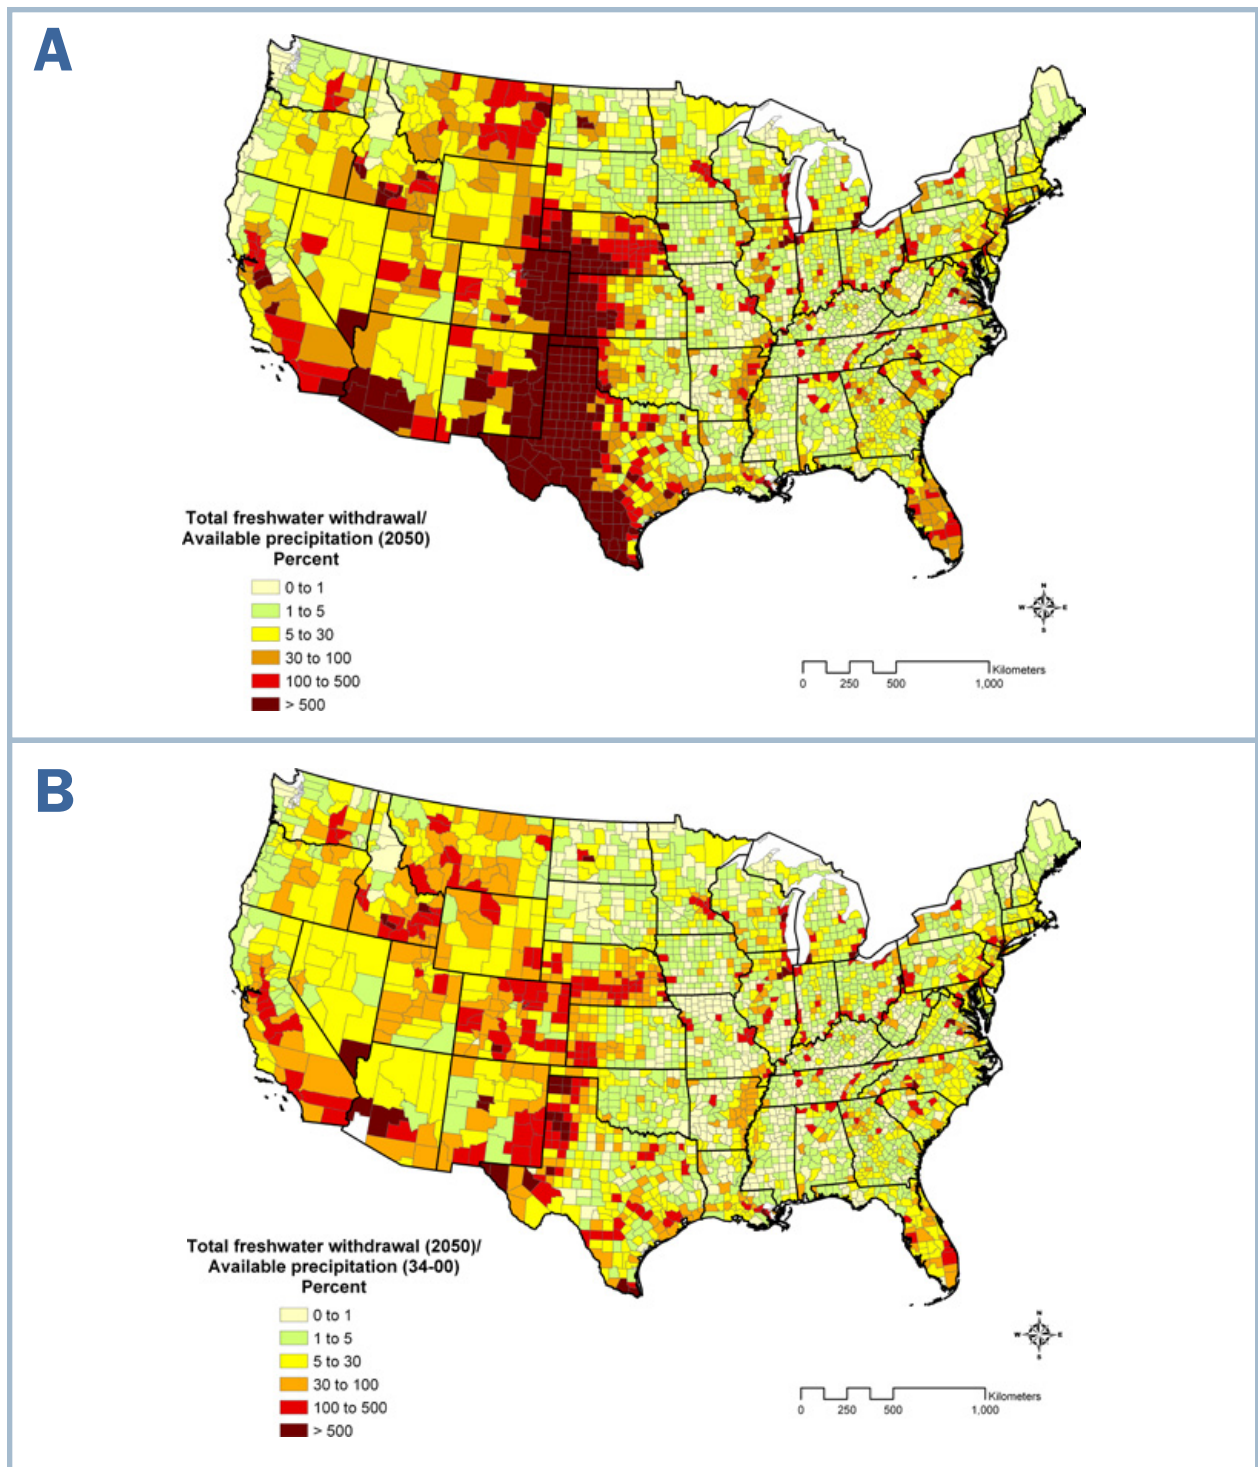 A
Total freshwater withdrawal/
Available precipitation (2050)
Percent
0 to 1
1 to 5
5 to 30
30 to 100
100 to 500
> 500
N
W E
S
Kilometers
0 250 500 1,000
B
Total freshwater withdrawal (2050)/
Available precipitation (34-00)
Percent
0 to 1
1 to 5
5 to 30
30 to 100
100 to 500
> 500
N
W E
S
Kilometers
0 250 500 1,000